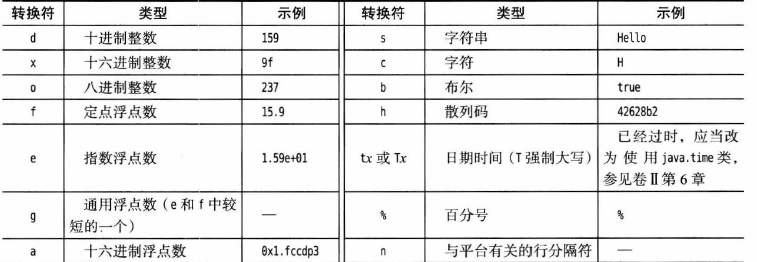 转换符 类型 示例 转换符 类型 示例
d 十进制整数 159 s 字符串 Hello
x 十六进制整数 9f c 字符 H
o 八进制整数 237 b 布尔 true
f 定点浮点数 15.9 h 散列码 42628b2
e 指数浮点数 1.59e+01 tx 或 Tx 日期时间（T 强制大写） 已经过时，应当改
为 使 用 java.time 类，
参见卷Ⅱ第 6 章
g 通用浮点数（e 和 f 中较
短的一个） — % 百分号 %
a 十六进制浮点数 0x1.fccdp3 n 与平台有关的行分隔符 —